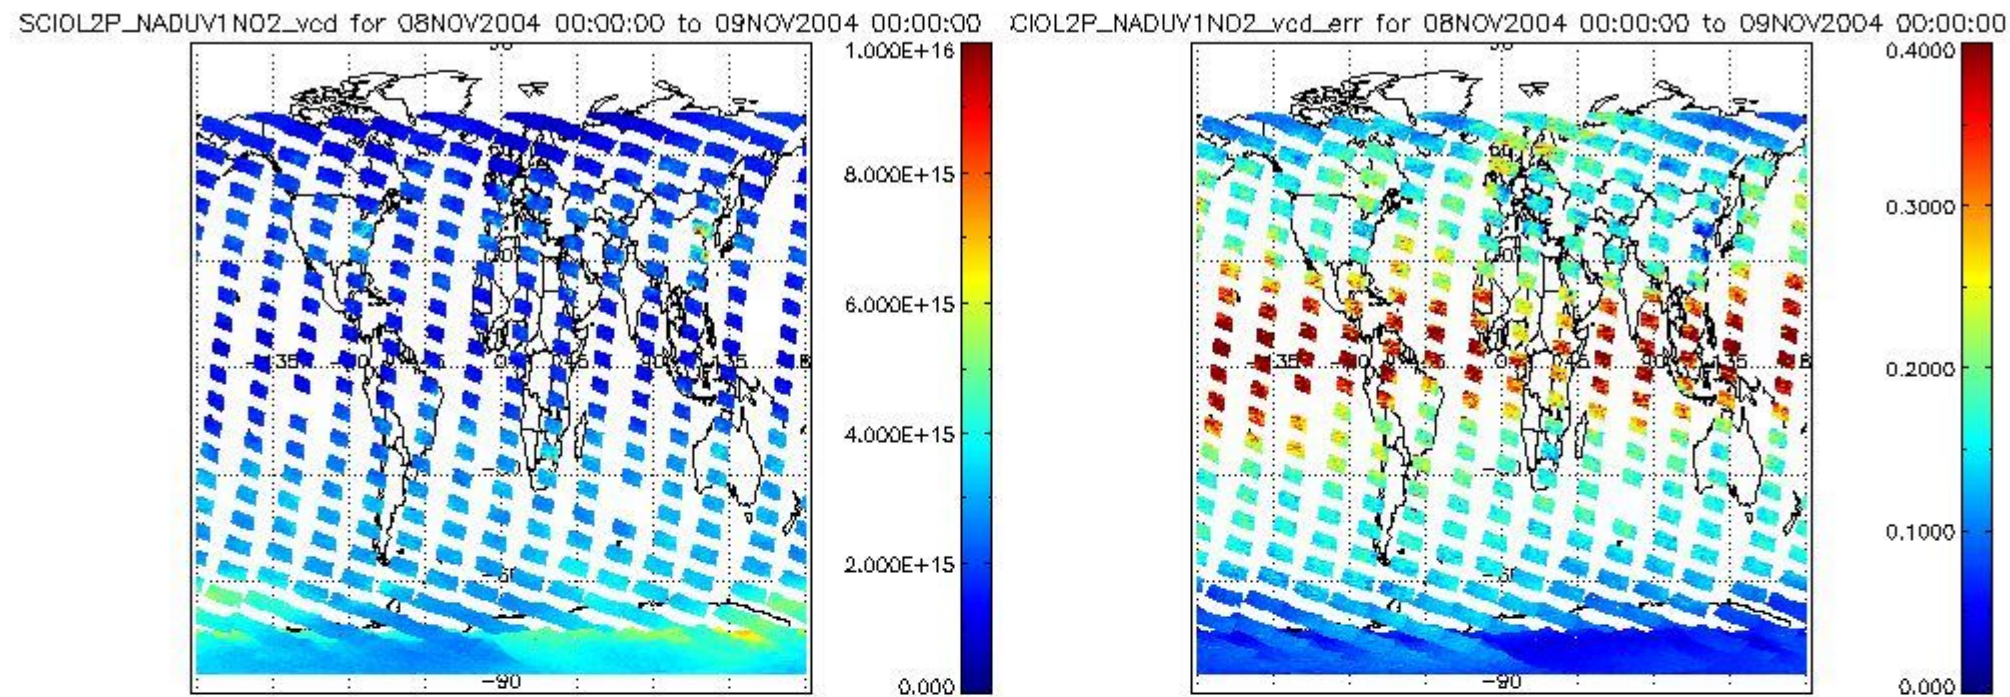 SCIOL2P_NADUV1NO2_vcd for 08NOV2004 00:00:00 to 09NOV2004 00:00:00
CIOL2P_NADUV1NO2_vcd_err for 08NOV2004 00:00:00 to 09NOV2004 00:00:00
1.000E+16
8.000E+15
6.000E+15
4.000E+15
2.000E+15
0.000
-90
0.4000
0.3000
0.2000
0.1000
0.000
-90